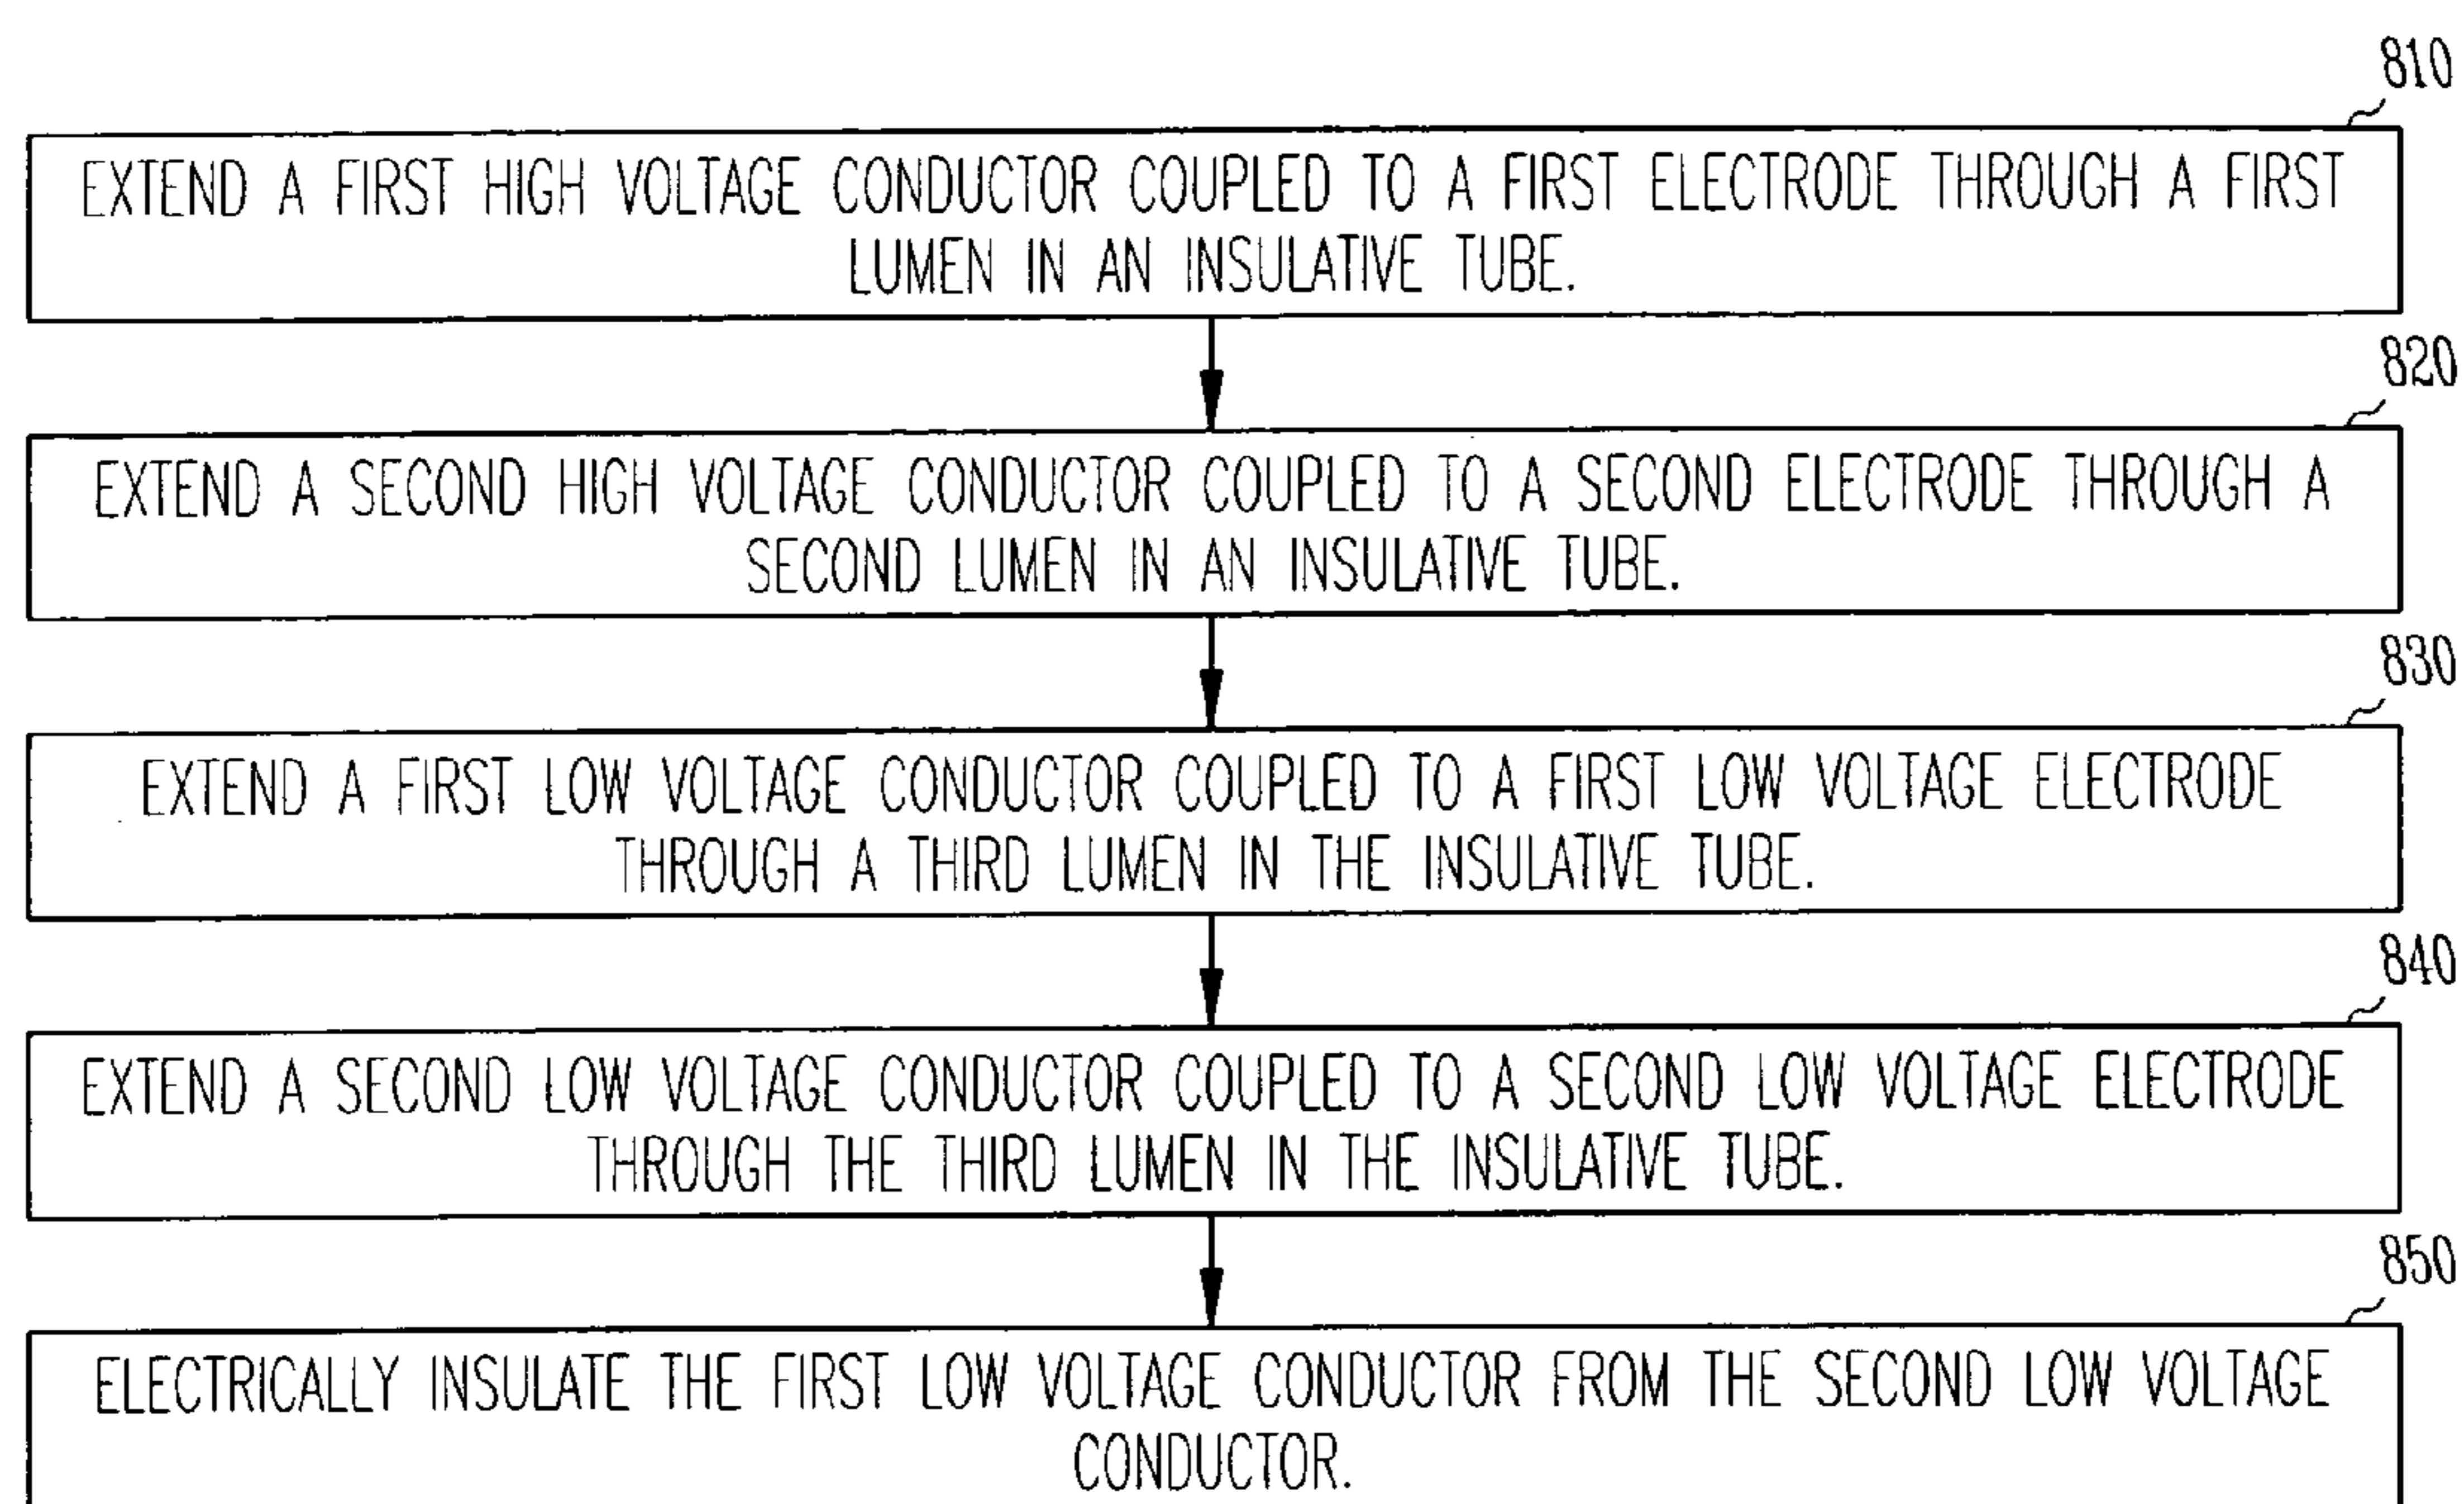 810
EXTEND A FIRST HIGH VOLTAGE CONDUCTOR COUPLED TO A FIRST ELECTRODE THROUGH A FIRST
LUMEN IN AN INSULATIVE TUBE.
820
EXTEND A SECOND HIGH VOLTAGE CONDUCTOR COUPLED TO A SECOND ELECTRODE THROUGH A
SECOND LUMEN IN AN INSULATIVE TUBE.
830
EXTEND A FIRST LOW VOLTAGE CONDUCTOR COUPLED TO A FIRST LOW VOLTAGE ELECTRODE
THROUGH A THIRD LUMEN IN THE INSULATIVE TUBE.
840
EXTEND A SECOND LOW VOLTAGE CONDUCTOR COUPLED TO A SECOND LOW VOLTAGE ELECTRODE
THROUGH THE THIRD LUMEN IN THE INSULATIVE TUBE.
850
ELECTRICALLY INSULATE THE FIRST LOW VOLTAGE CONDUCTOR FROM THE SECOND LOW VOLTAGE
CONDUCTOR.